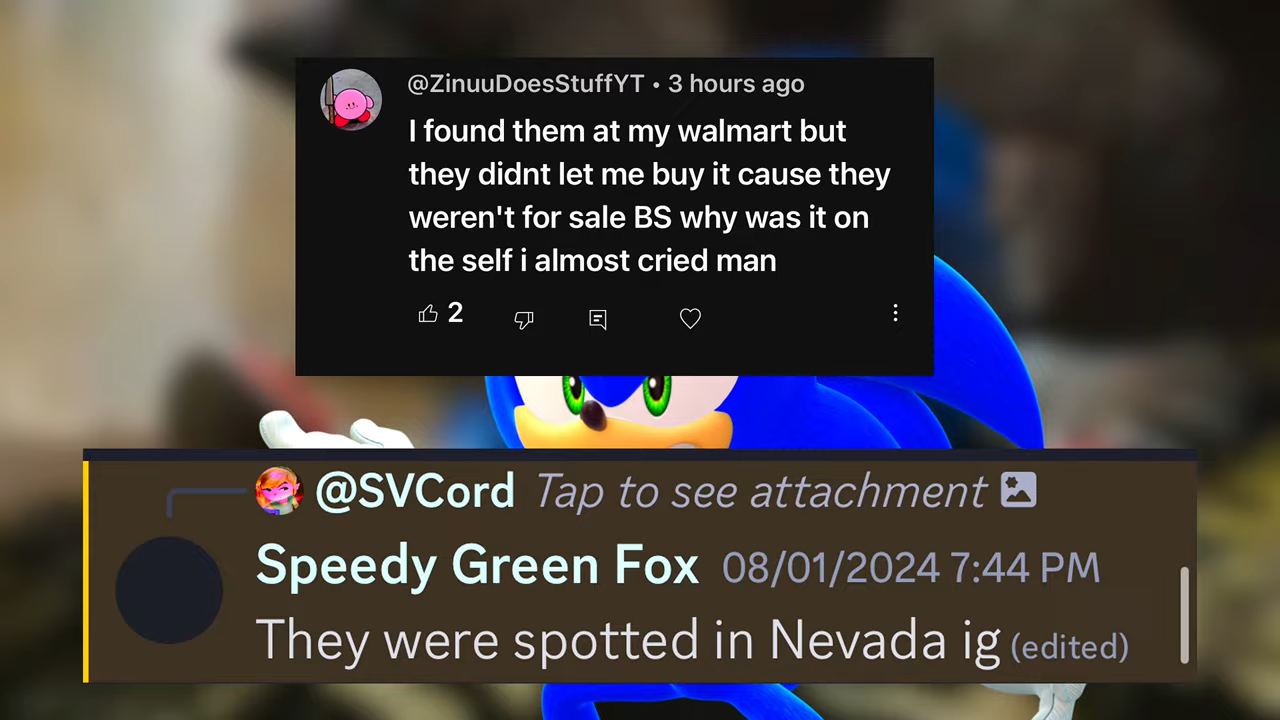 @ZinuuDoesStuffYT • 3 hours ago
I found them at my walmart but
they didnt let me buy it cause they
weren't for sale BS why was it on
the self i almost cried man
2
@SVCord Tap to see attachment
Speedy Green Fox 08/01/2024 7:44 PM
They were spotted in Nevada ig (edited)